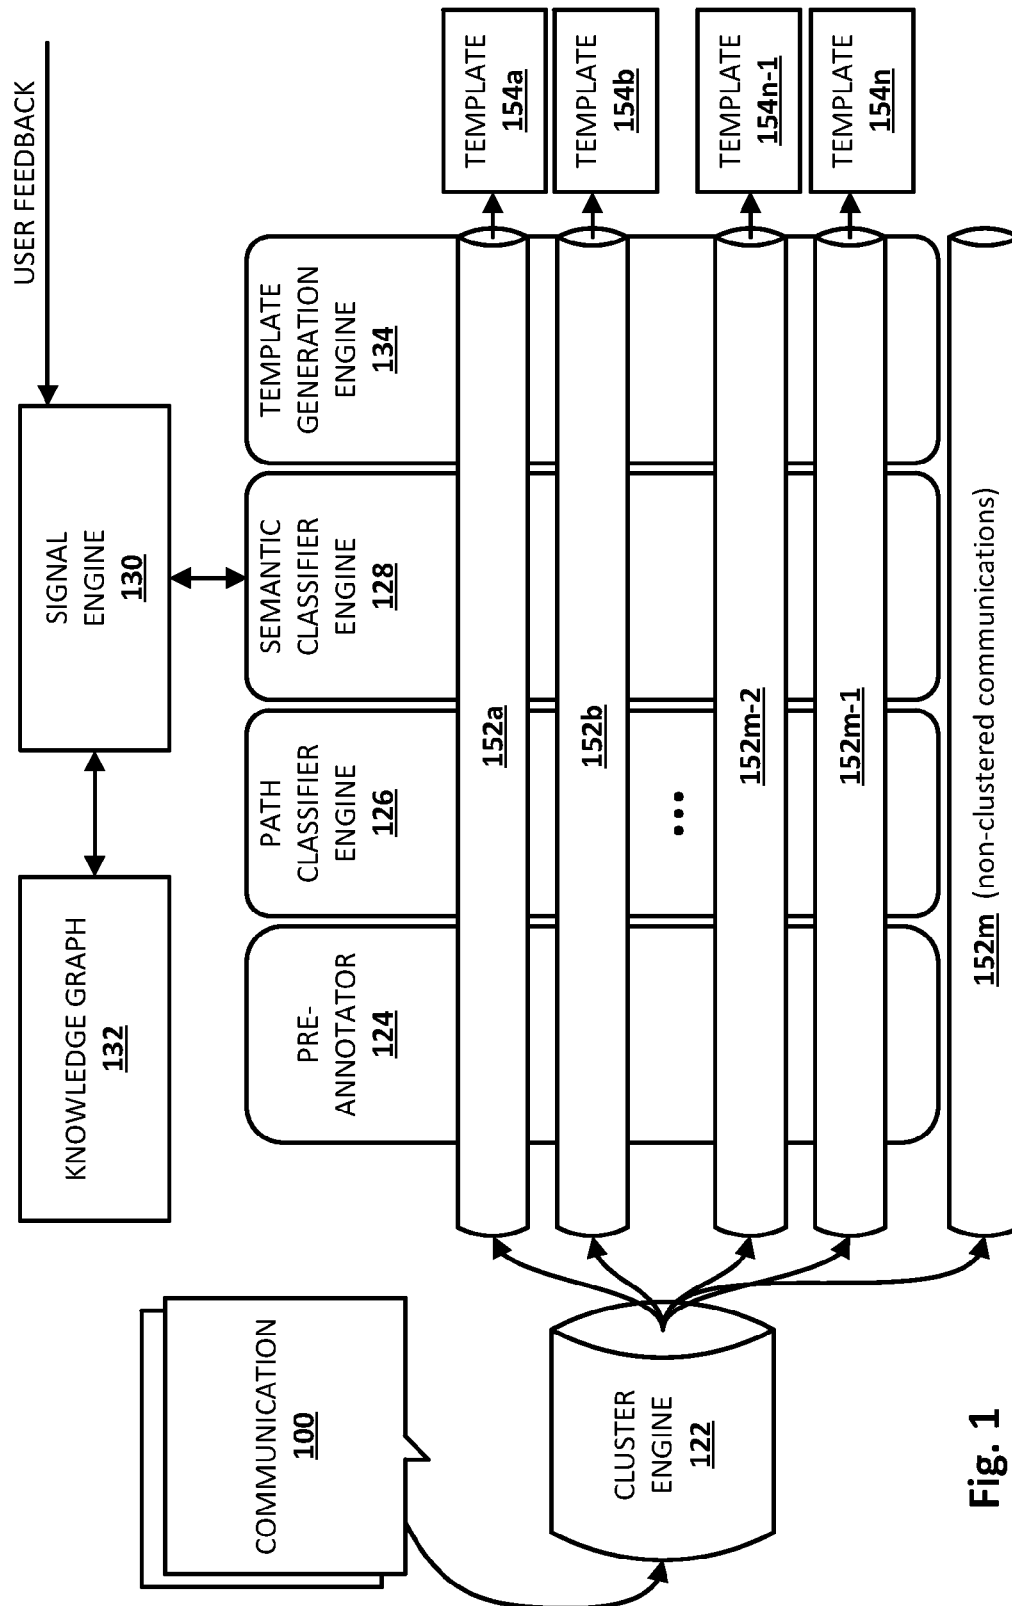 USER FEEDBACK
KNOWLEDGE GRAPH
132
SIGNAL
ENGINE
130
COMMUNICATION
100
CLUSTER
ENGINE
122
PRE-
ANNOTATOR
124
PATH
CLASSIFIER
ENGINE
126
SEMANTIC
CLASSIFIER
ENGINE
128
TEMPLATE
GENERATION
ENGINE
134
152a
152b
...
152m-2
152m-1
152m (non-clustered communications)
TEMPLATE
154a
TEMPLATE
154b
TEMPLATE
154n-1
TEMPLATE
154n
Fig. 1